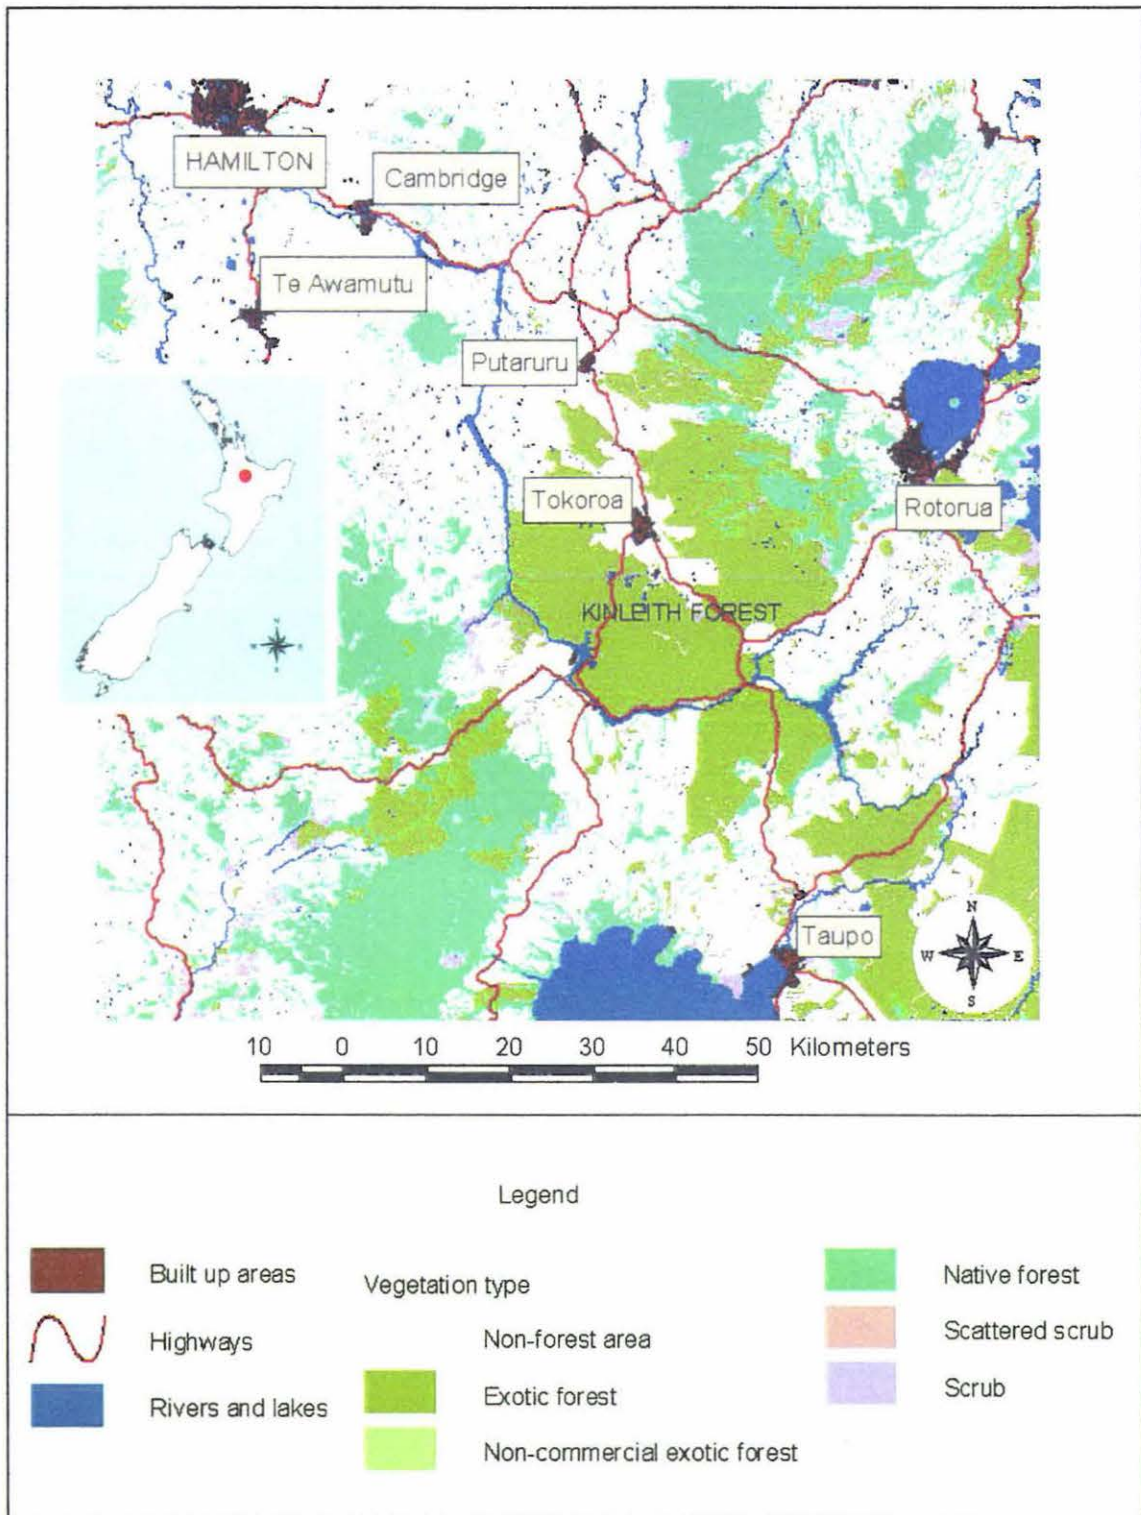 HAMILTON
Cambridge
Te Awamutu
Putaruru
Tokoroa
Rotorua
KINLEITH FOREST
Taupo
N
W E
S
10 0 10 20 30 40 50 Kilometers
Legend
Built up areas
Highways
Rivers and lakes
Vegetation type
Non-forest area
Exotic forest
Non-commercial exotic forest
Native forest
Scattered scrub
Scrub